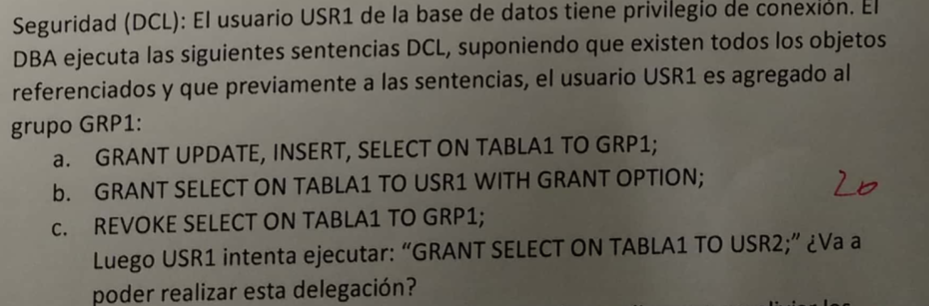 Seguridad (DCL): El usuario USR1 de la base de datos tiene privilegio de conexión. El
DBA ejecuta las siguientes sentencias DCL, suponiendo que existen todos los objetos
referenciados y que previamente a las sentencias, el usuario USR1 es agregado al
grupo GRP1:
a. GRANT UPDATE, INSERT, SELECT ON TABLA1 TO GRP1;
b. GRANT SELECT ON TABLA1 TO USR1 WITH GRANT OPTION;
20
c. REVOKE SELECT ON TABLA1 TO GRP1;
Luego USR1 intenta ejecutar: “GRANT SELECT ON TABLA1 TO USR2;” ¿Va a
poder realizar esta delegación?